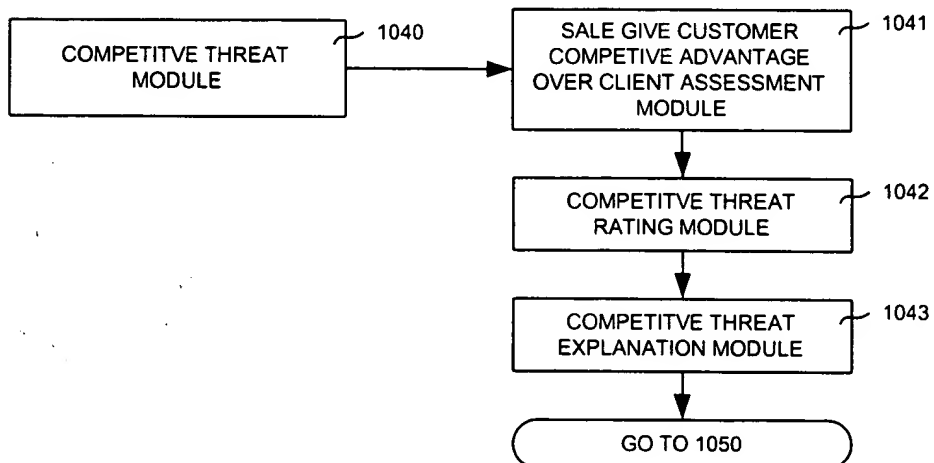 COMPETITVE THREAT
MODULE
1040
SALE GIVE CUSTOMER
COMPETIVE ADVANTAGE
OVER CLIENT ASSESSMENT
MODULE
1041
COMPETITVE THREAT
RATING MODULE
1042
COMPETITVE THREAT
EXPLANATION MODULE
1043
GO TO 1050